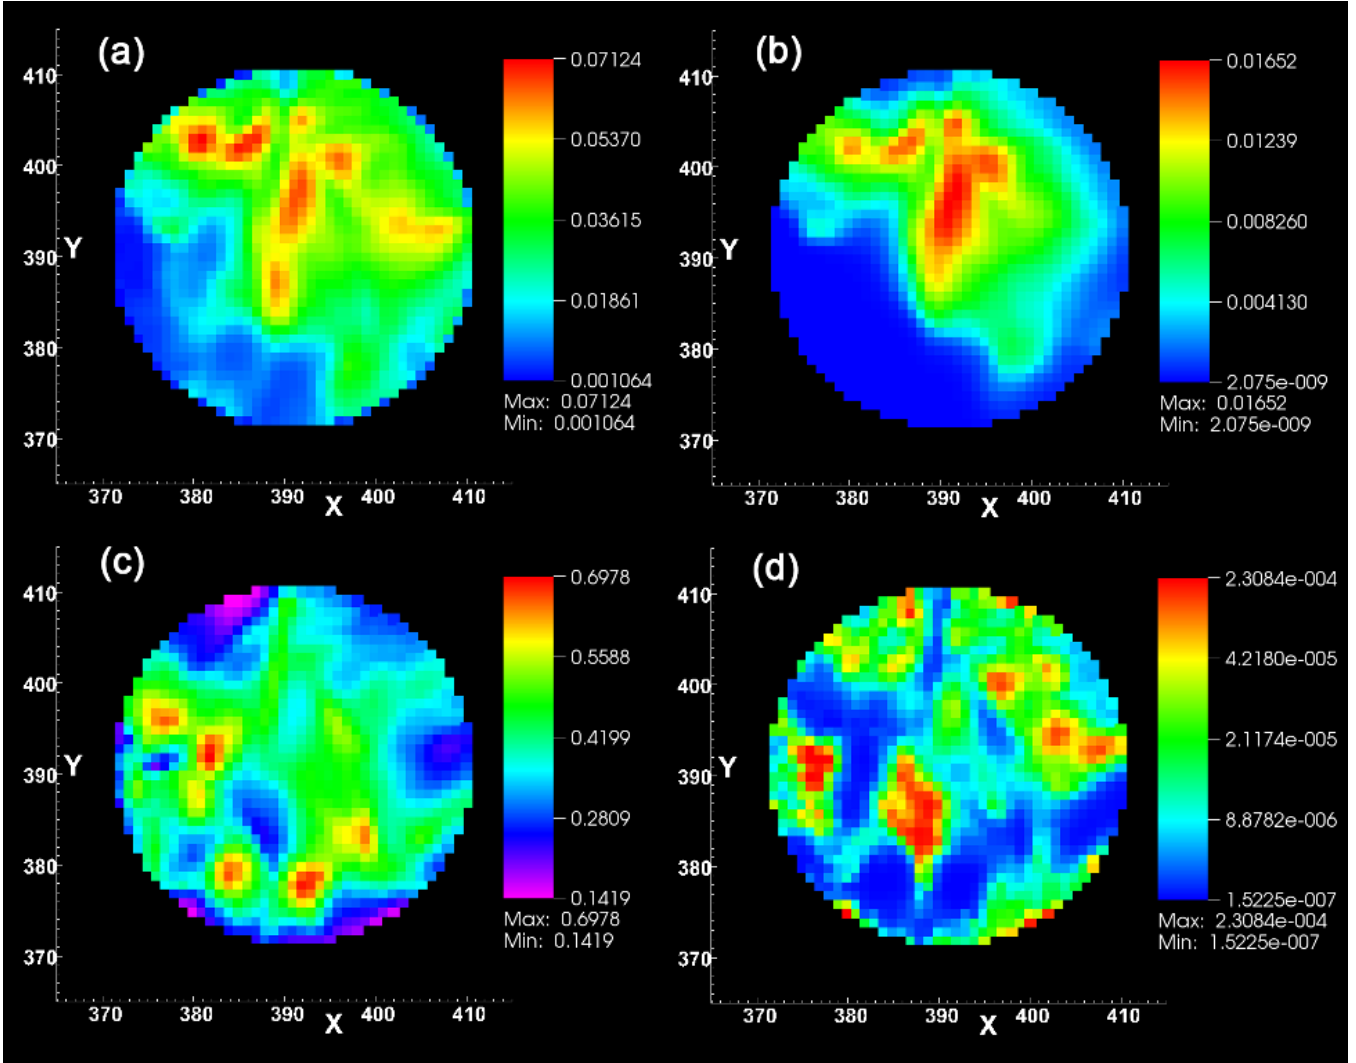 (a)
410
400
Y
390
380
370
370 380 390 400 410
X
0.07124
0.05370
0.03615
0.01861
0.001064
Max: 0.07124
Min: 0.001064
(b)
410
400
Y
390
380
370
370 380 390 400 410
X
0.01652
0.01239
0.008260
0.004130
2.075e-009
Max: 0.01652
Min: 2.075e-009
(c)
410
400
Y
390
380
370
370 380 390 400 410
X
0.6978
0.5588
0.4199
0.2809
0.1419
Max: 0.6978
Min: 0.1419
(d)
410
400
Y
390
380
370
370 380 390 400 410
X
2.3084e-004
4.2180e-005
2.1174e-005
8.8782e-006
1.5225e-007
Max: 2.3084e-004
Min: 1.5225e-007